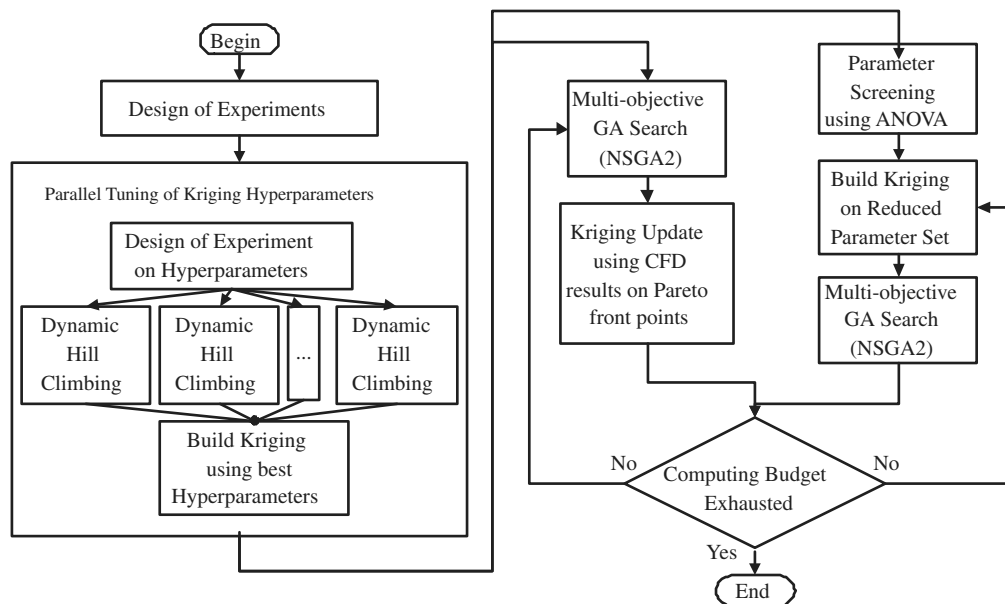 Begin
Design of Experiments
Parallel Tuning of Kriging Hyperparameters
Design of Experiment
on Hyperparameters
Dynamic
Hill
Climbing
Dynamic
Hill
Climbing
...
Dynamic
Hill
Climbing
Build Kriging
using best
Hyperparameters
Multi-objective
GA Search
(NSGA2)
Kriging Update
using CFD
results on Pareto
front points
Parameter
Screening
using ANOVA
Build Kriging
on Reduced
Parameter Set
Multi-objective
GA Search
(NSGA2)
No
Computing Budget
Exhausted
No
Yes
End